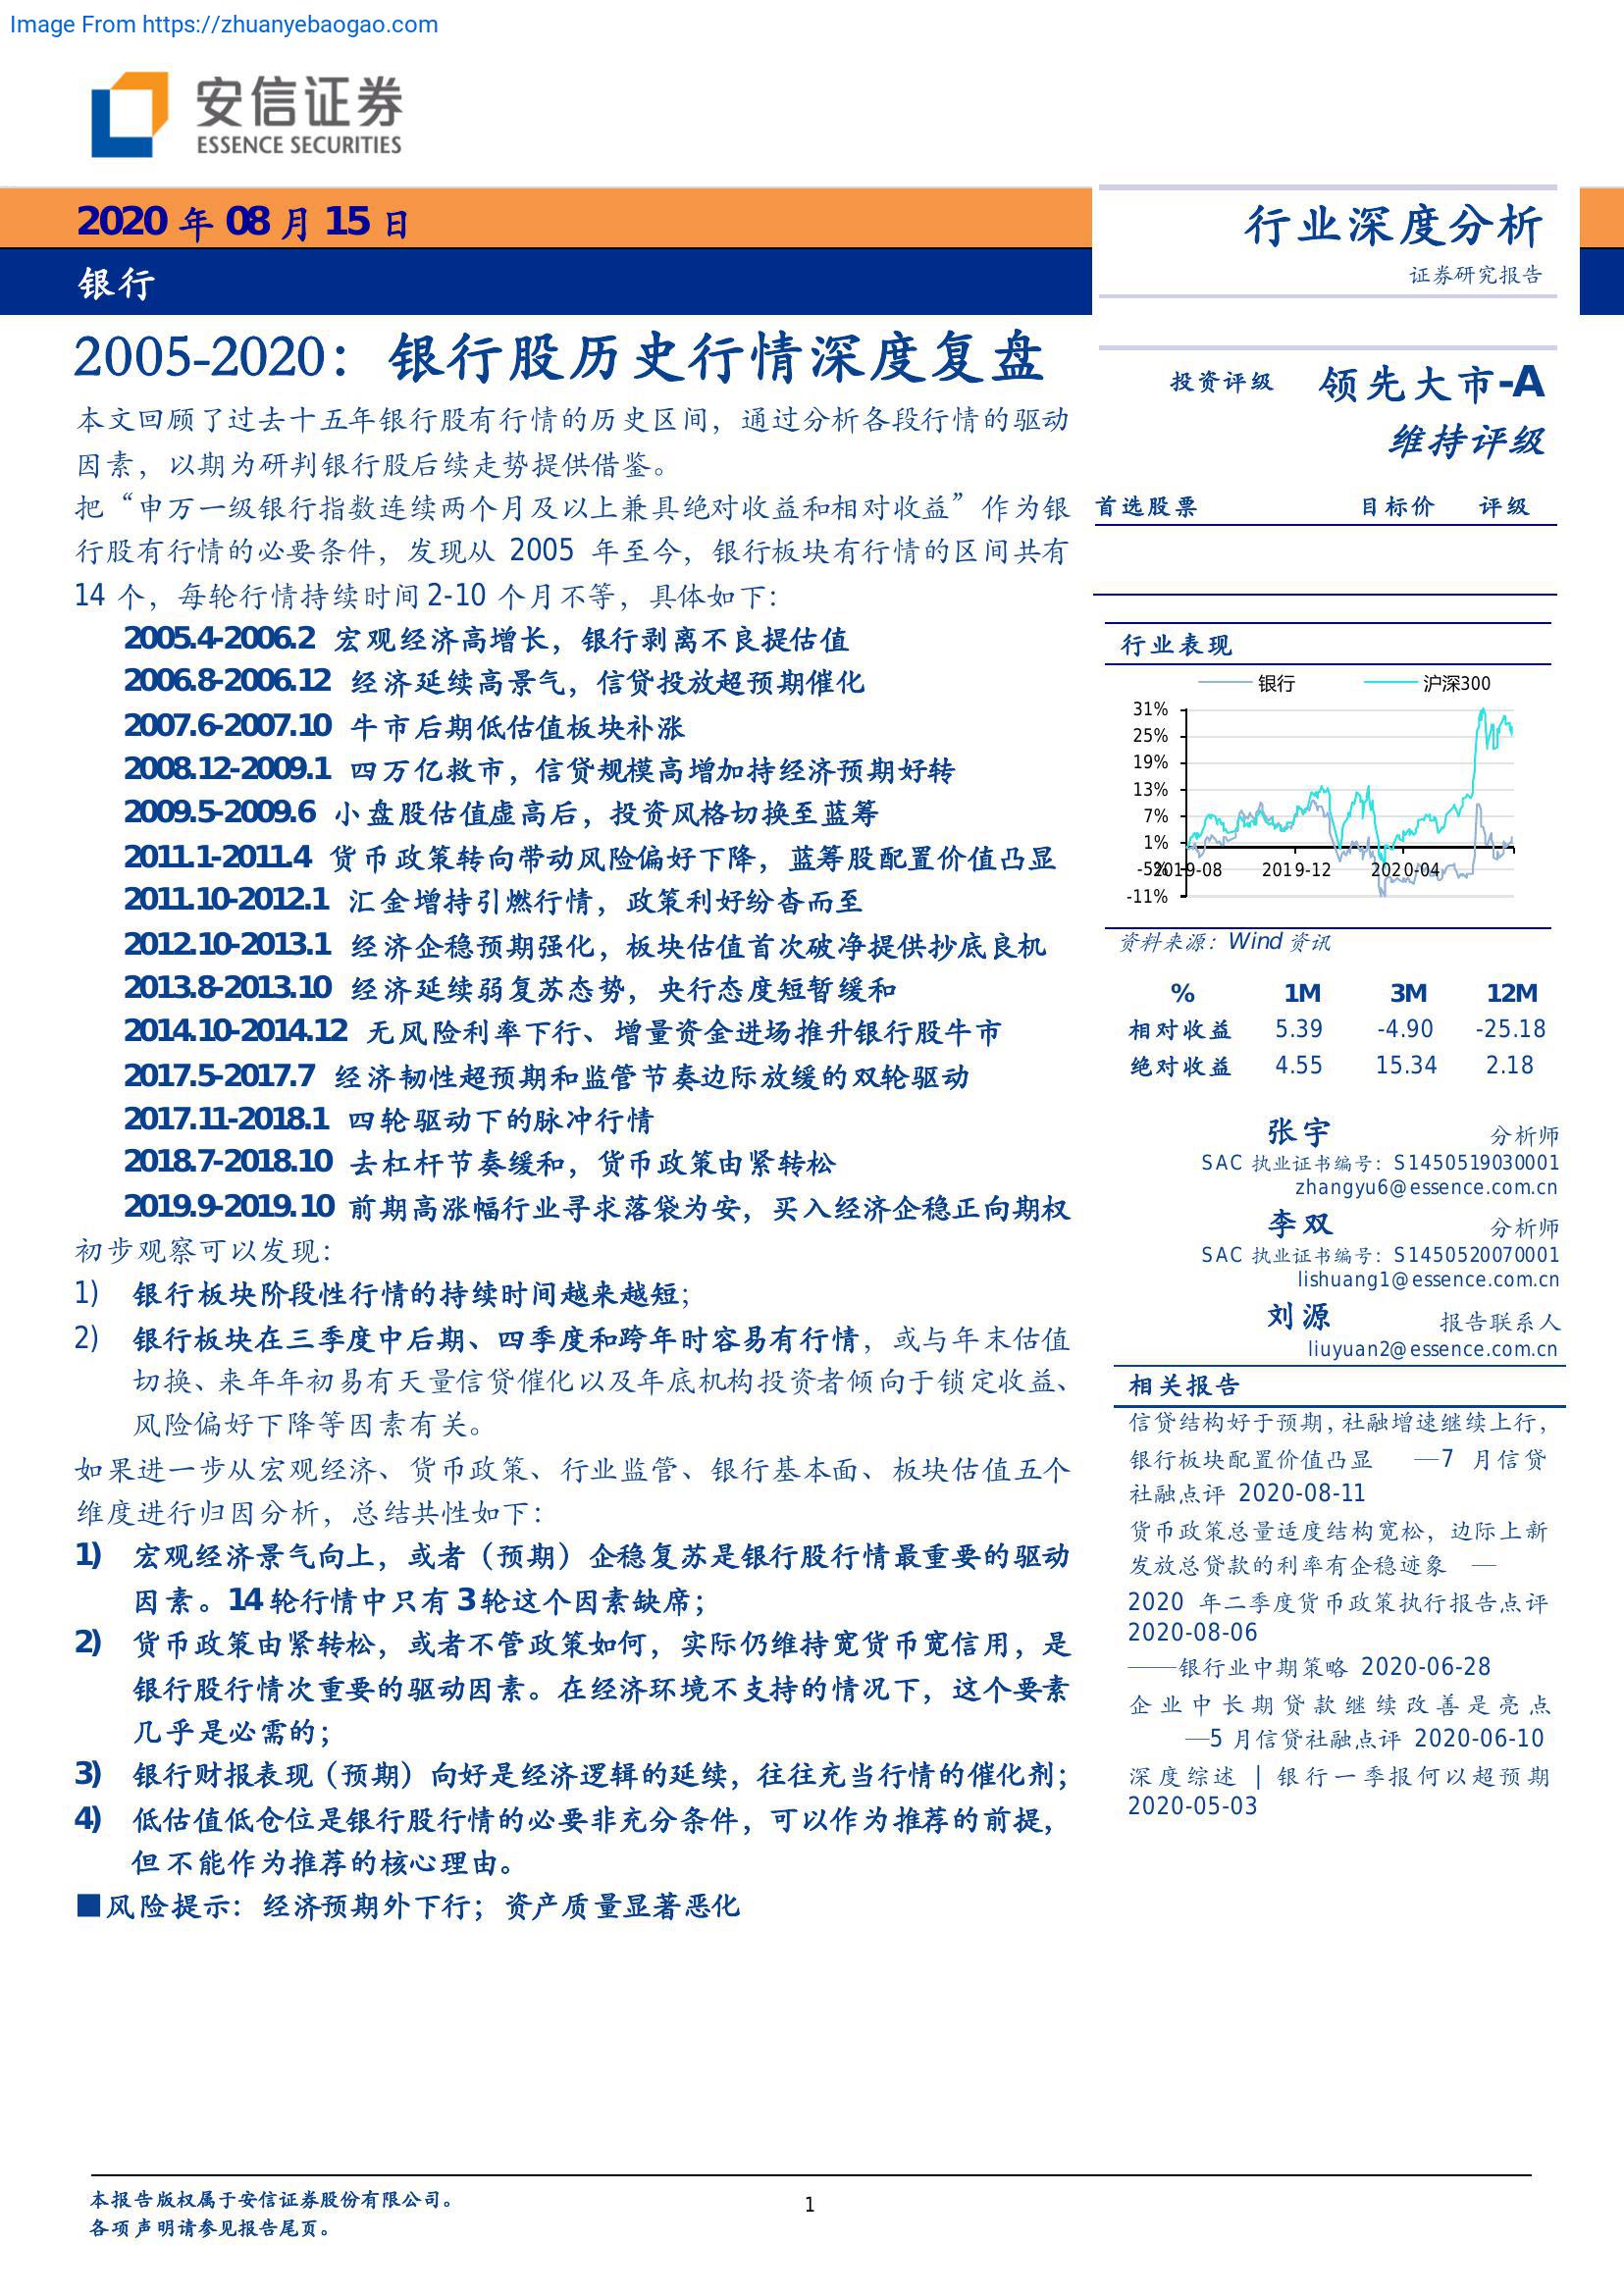 Image From https://zhuanyebaogao.com
安信证券
ESSENCE SECURITIES
2020 年 08 月 15 日
银行
2005-2020：银行股历史行情深度复盘
本文回顾了过去十五年银行股有行情的历史区间，通过分析各段行情的驱动
因素，以期为研判银行股后续走势提供借鉴。
把“申万一级银行指数连续两个月及以上兼具绝对收益和相对收益”作为银
行股有行情的必要条件，发现从 2005 年至今，银行板块有行情的区间共有
14 个，每轮行情持续时间 2-10 个月不等，具体如下：
2005.4-2006.2 宏观经济高增长，银行剥离不良提估值
2006.8-2006.12 经济延续高景气，信贷投放超预期催化
2007.6-2007.10 牛市后期低估值板块补涨
2008.12-2009.1 四万亿救市，信贷规模高增加持经济预期好转
2009.5-2009.6 小盘股估值虚高后，投资风格切换至蓝筹
2011.1-2011.4 货币政策转向带动风险偏好下降，蓝筹股配置价值凸显
2011.10-2012.1 汇金增持引燃行情，政策利好纷沓而至
2012.10-2013.1 经济企稳预期强化，板块估值首次破净提供抄底良机
2013.8-2013.10 经济延续弱复苏态势，央行态度短暂缓和
2014.10-2014.12 无风险利率下行、增量资金进场推升银行股牛市
2017.5-2017.7 经济韧性超预期和监管节奏边际放缓的双轮驱动
2017.11-2018.1 四轮驱动下的脉冲行情
2018.7-2018.10 去杠杆节奏缓和，货币政策由紧转松
2019.9-2019.10 前期高涨幅行业寻求落袋为安，买入经济企稳正向期权
初步观察可以发现：
1) 银行板块阶段性行情的持续时间越来越短；
2) 银行板块在三季度中后期、四季度和跨年时容易有行情，或与年末估值
切换、来年年初易有天量信贷催化以及年底机构投资者倾向于锁定收益、
风险偏好下降等因素有关。
如果进一步从宏观经济、货币政策、行业监管、银行基本面、板块估值五个
维度进行归因分析，总结共性如下：
1) 宏观经济景气向上，或者（预期）企稳复苏是银行股行情最重要的驱动
因素。14 轮行情中只有 3 轮这个因素缺席；
2) 货币政策由紧转松，或者不管政策如何，实际仍维持宽货币宽信用，是
银行股行情次重要的驱动因素。在经济环境不支持的情况下，这个要素
几乎是必需的；
3) 银行财报表现（预期）向好是经济逻辑的延续，往往充当行情的催化剂；
4) 低估值低仓位是银行股行情的必要非充分条件，可以作为推荐的前提，
但不能作为推荐的核心理由。
■风险提示：经济预期外下行；资产质量显著恶化
行业深度分析
证券研究报告
投资评级 领先大市-A
维持评级
首选股票 目标价 评级
行业表现
银行 沪深300
31%
25%
19%
13%
7%
1%
-5%
-11%
2019-08 2019-12 2020-04
资料来源：Wind 资讯
% 1M 3M 12M
相对收益 5.39 -4.90 -25.18
绝对收益 4.55 15.34 2.18
张宇 分析师
SAC 执业证书编号：S1450519030001
zhangyu6@essence.com.cn
李双 分析师
SAC 执业证书编号：S1450520070001
lishuang1@essence.com.cn
刘源 报告联系人
liuyuan2@essence.com.cn
相关报告
信贷结构好于预期，社融增速继续上行，
银行板块配置价值凸显 —7 月信贷
社融点评 2020-08-11
货币政策总量适度结构宽松，边际上新
发放总贷款的利率有企稳迹象 —
2020 年二季度货币政策执行报告点评
2020-08-06
——银行业中期策略 2020-06-28
企业中长期贷款继续改善是亮点
—5 月信贷社融点评 2020-06-10
深度综述 | 银行一季报何以超预期
2020-05-03
本报告版权属于安信证券股份有限公司。
各项声明请参见报告尾页。
1